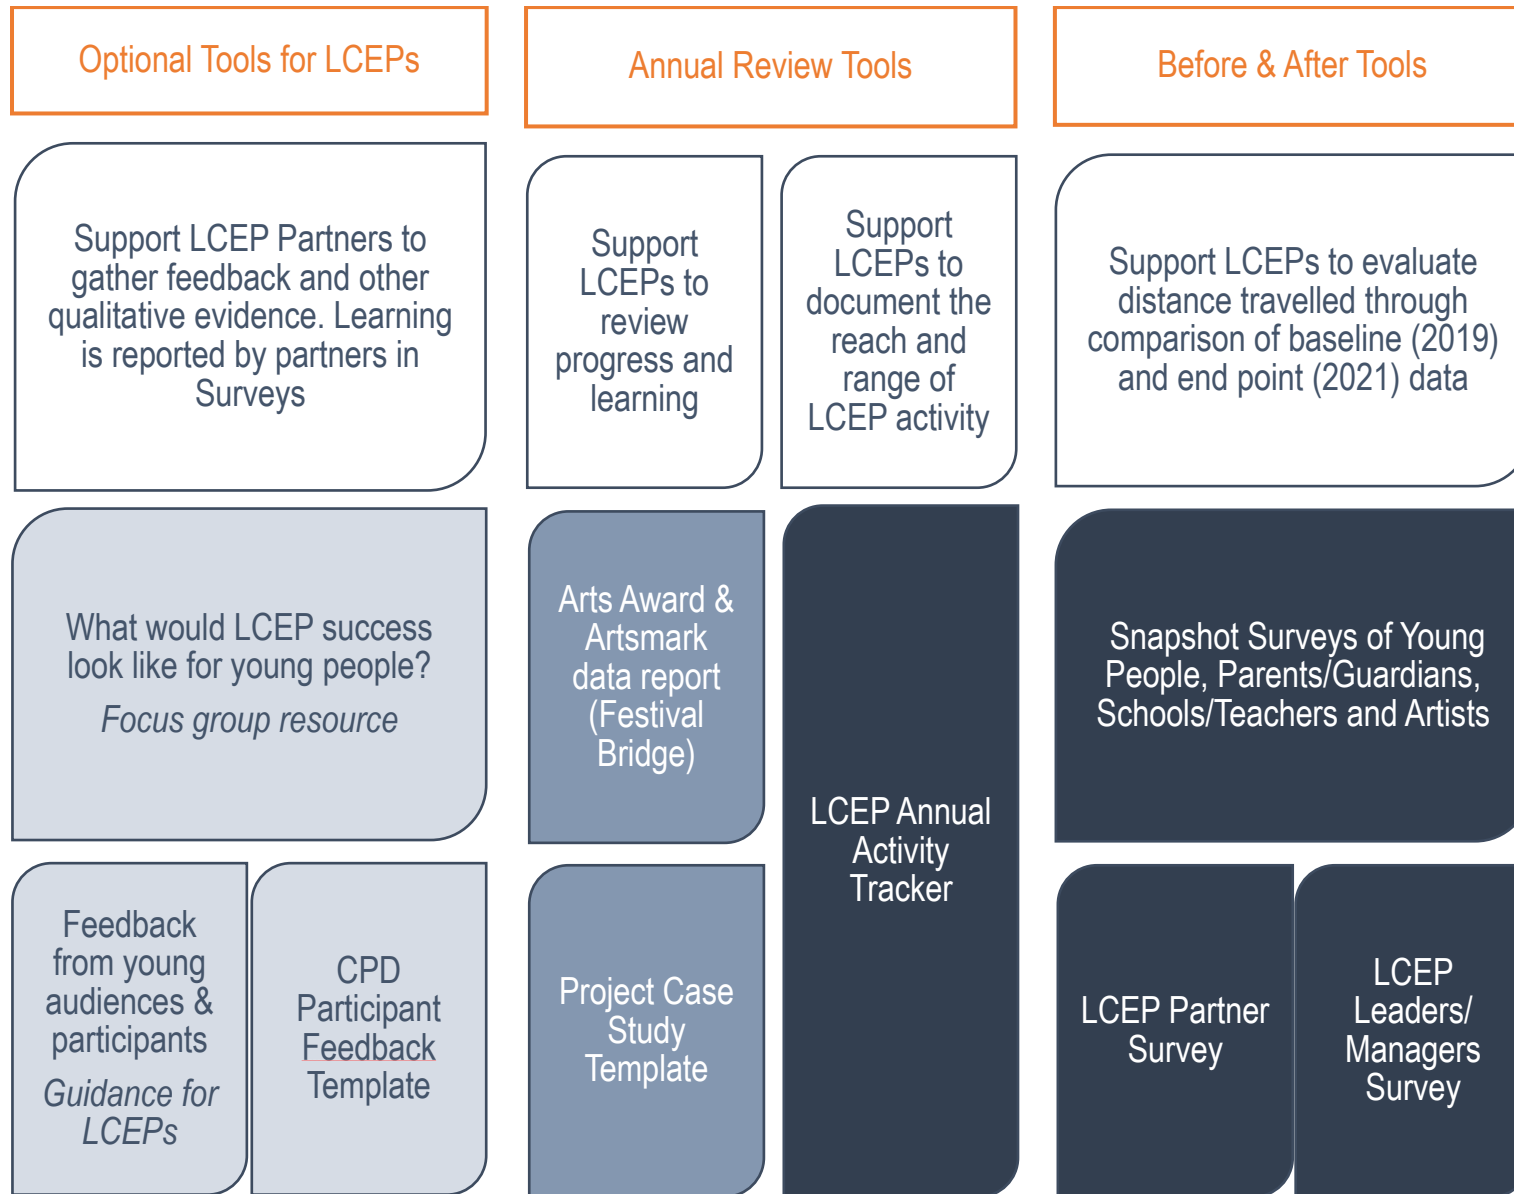 Optional Tools for LCEPs
Annual Review Tools
Before & After Tools
Support LCEP Partners to
gather feedback and other
qualitative evidence. Learning
is reported by partners in
Surveys
Support
LCEPs to
review
progress and
learning
Support
LCEPs to
document the
reach and
range of
LCEP activity
Support LCEPs to evaluate
distance travelled through
comparison of baseline (2019)
and end point (2021) data
What would LCEP success
look like for young people?
Focus group resource
Arts Award &
Artsmark
data report
(Festival
Bridge)
LCEP Annual
Activity
Tracker
Snapshot Surveys of Young
People, Parents/Guardians,
Schools/Teachers and Artists
Feedback
from young
audiences &
participants
Guidance for
LCEPs
CPD
Participant
Feedback
Template
Project Case
Study
Template
LCEP Partner
Survey
LCEP
Leaders/
Managers
Survey